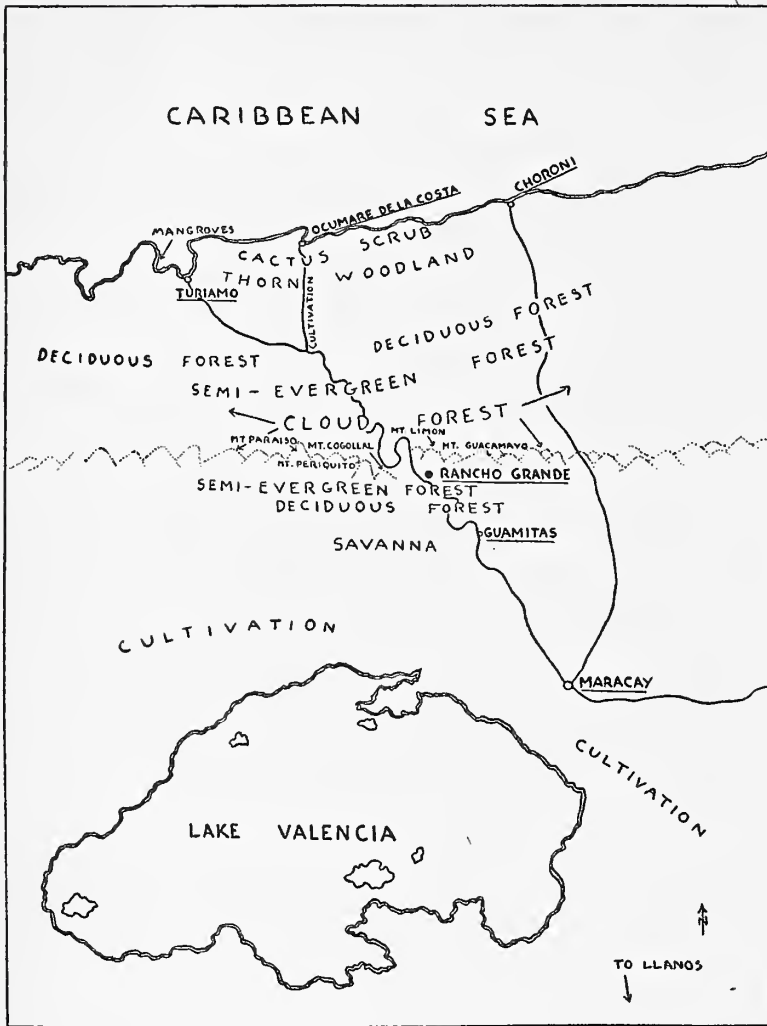 CARIBBEAN SEA
CHORONI
OCUMARE DE LA COSTA
MANGROVES
CACTUS SCRUB
THORN WOODLAND
TURIAMO
CULTIVATION
DECIDUOUS FOREST
DECIDUOUS FOREST
SEMI-EVERGREEN FOREST
CLOUD FOREST
MT. LIMON
MT. PARAISO
MT. COGOLLAL
MT. GUACAMAYO
MT. PERIQUITO
RANCHO GRANDE
SEMI-EVERGREEN FOREST
DECIDUOUS FOREST
GUAMITAS
SAVANNA
CULTIVATION
MARACAY
CULTIVATION
LAKE VALENCIA
N
TO LLANOS